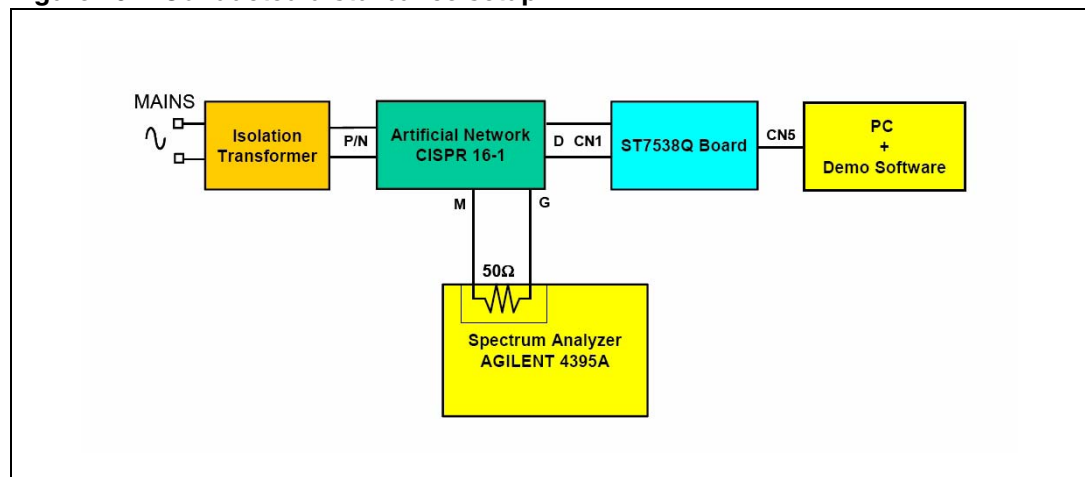 MAINS
Isolation
Transformer
P/N
Artificial Network
CISPR 16-1
D CN1
ST7538Q Board
CN5
PC
+
Demo Software
M
G
50Ω
Spectrum Analyzer
AGILENT 4395A